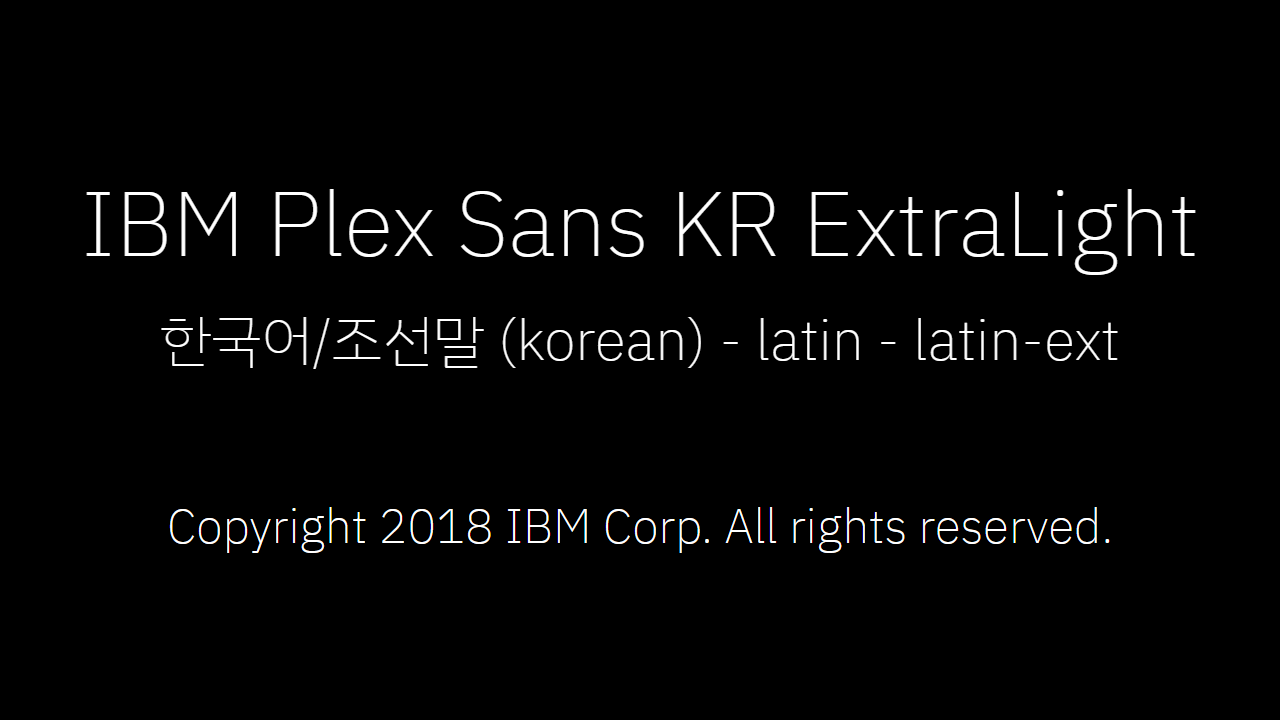 IBM Plex Sans KR ExtraLight
한국어/조선말 (korean) - latin - latin-ext
Copyright 2018 IBM Corp. All rights reserved.